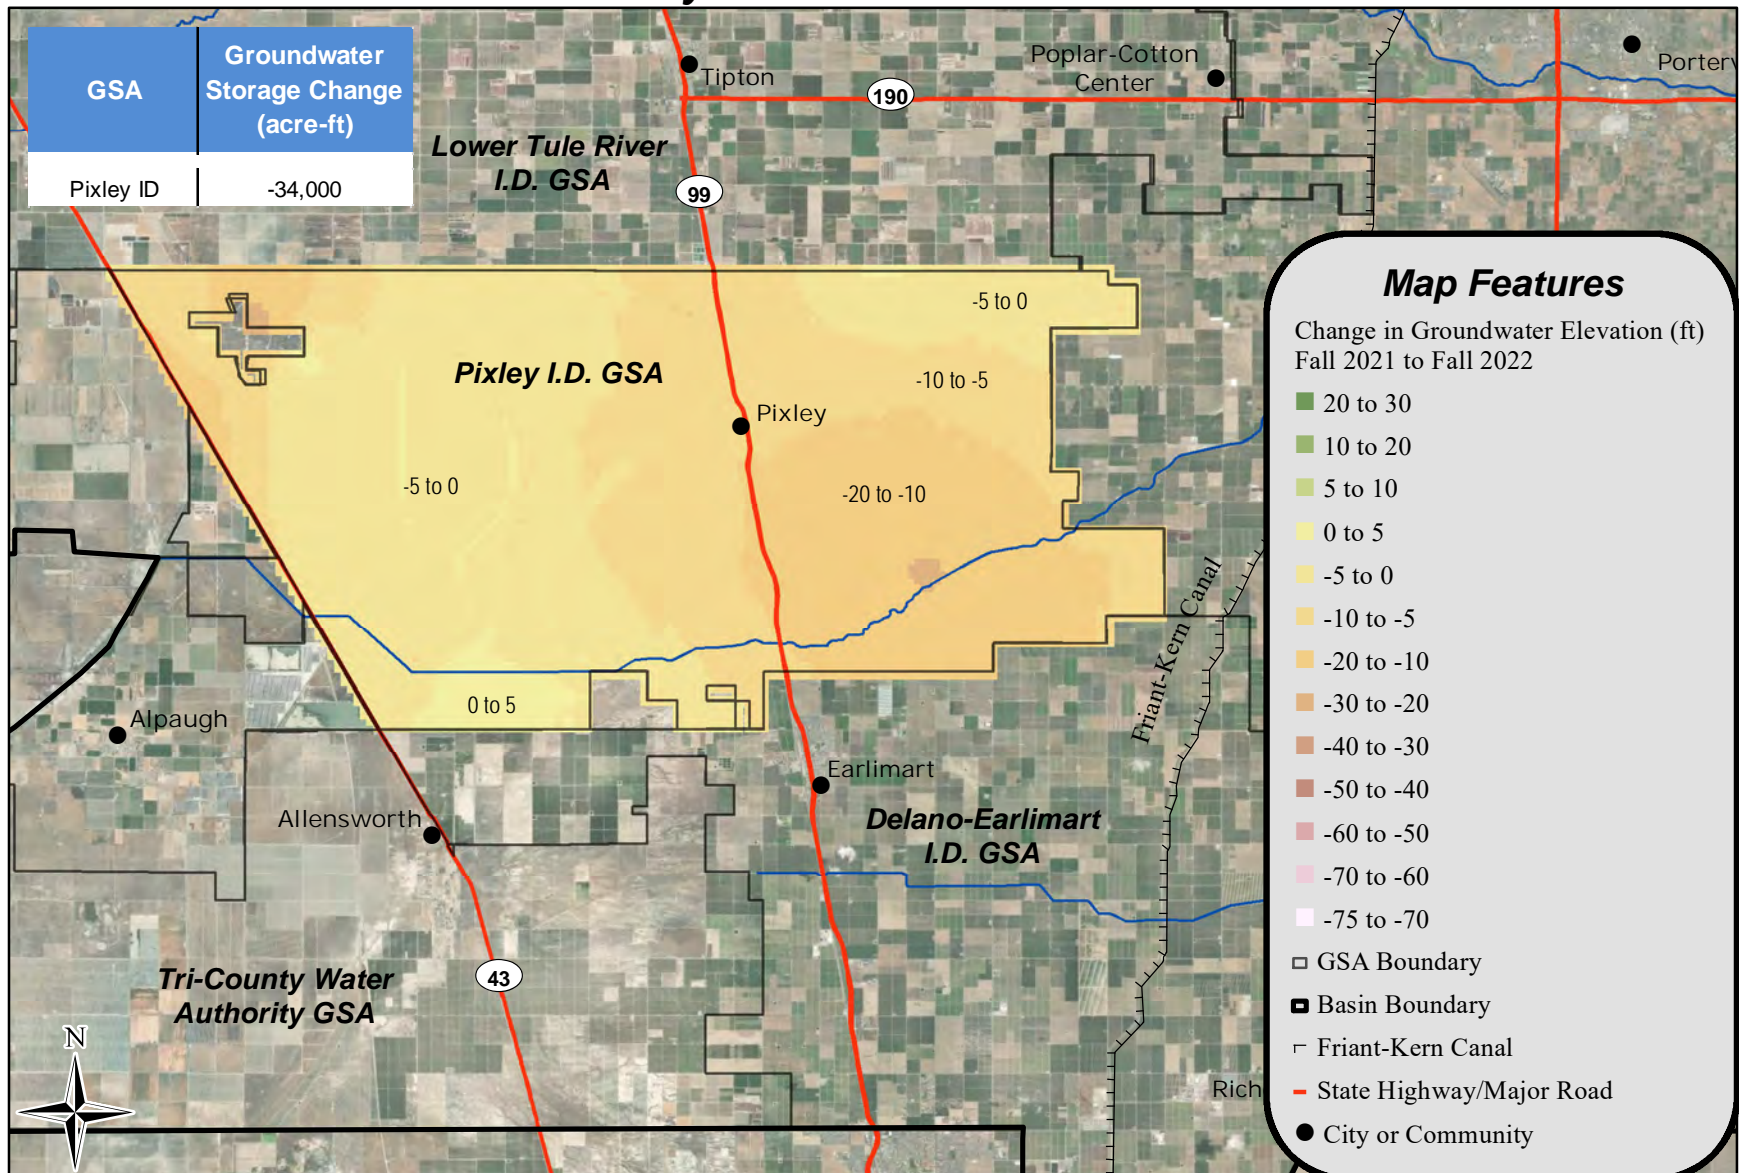 GSA
Groundwater
Storage Change
(acre-ft)
Pixley ID
-34,000
Tipton
Poplar-Cotton
Center
Porterv
190
Lower Tule River
I.D. GSA
99
-5 to 0
Pixley I.D. GSA
-10 to -5
Pixley
-5 to 0
-20 to -10
Friant-Kern Canal
0 to 5
Alpaugh
Earlimart
Allensworth
Delano-Earlimart
I.D. GSA
Tri-County Water
Authority GSA
43
N
Rich
Map Features
Change in Groundwater Elevation (ft)
Fall 2021 to Fall 2022
20 to 30
10 to 20
5 to 10
0 to 5
-5 to 0
-10 to -5
-20 to -10
-30 to -20
-40 to -30
-50 to -40
-60 to -50
-70 to -60
-75 to -70
GSA Boundary
Basin Boundary
Friant-Kern Canal
State Highway/Major Road
City or Community